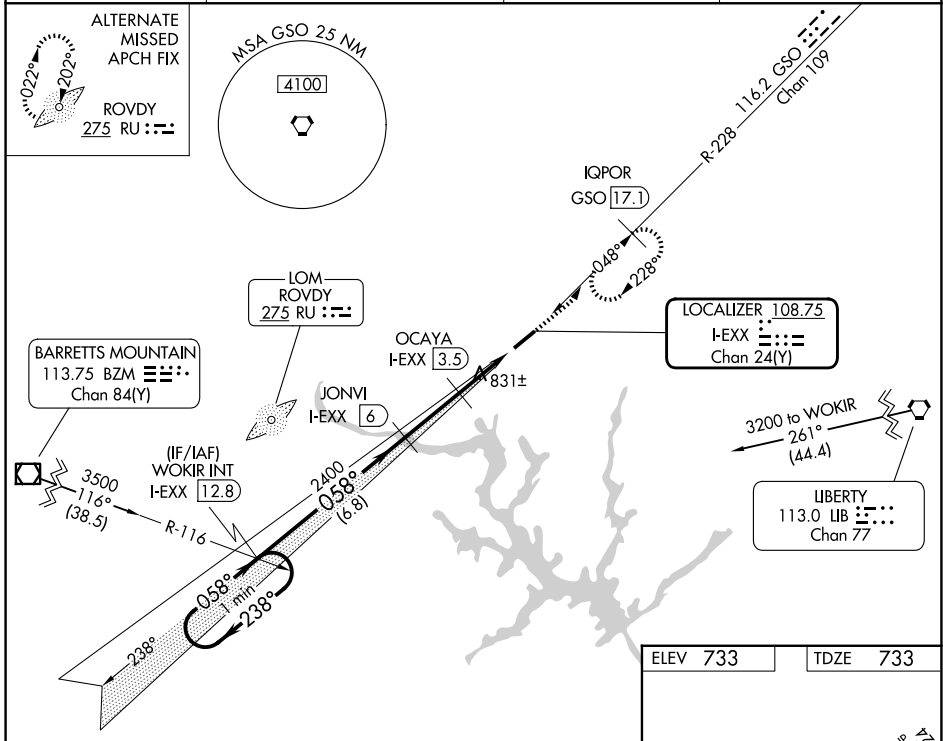 ALTERNATE
MISSED
APCH FIX
022°
202°
ROVDY
275 RU
MSA GSO 25 NM
4100
116.2 GSO
Chan 109
R-228
IQPOR
GSO 17.1
048°
228°
LOM
ROVDY
275 RU
LOCALIZER 108.75
I-EXX
Chan 24(Y)
OCAYA
I-EXX 3.5
831±
BARRETTS MOUNTAIN
113.75 BZM
Chan 84(Y)
JONVI
I-EXX 6
3200 to WOKIR
261°
(44.4)
(IF/IAF)
WOKIR INT
I-EXX 12.8
2400
058°
(6.8)
3500
116°
(38.5)
R-116
LIBERTY
113.0 LIB
Chan 77
058°
1 min
238°
238°
ELEV 733
TDZE 733